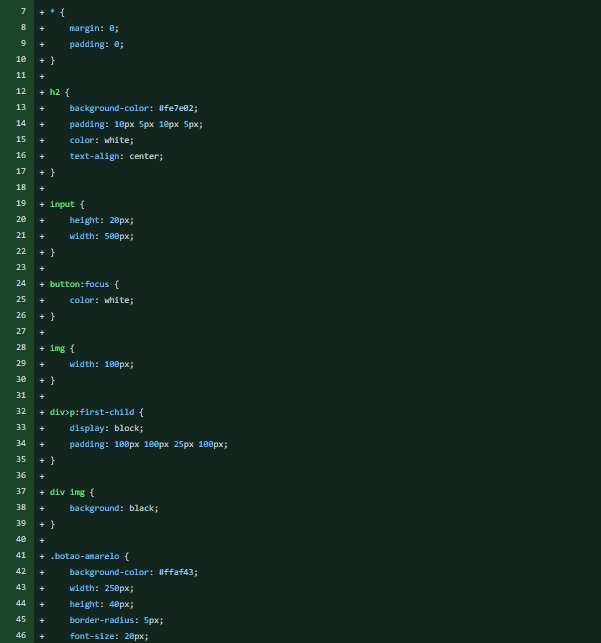 7 + * {
8 +     margin: 0;
9 +     padding: 0;
10 + }
11 +
12 + h2 {
13 +     background-color: #fe7e02;
14 +     padding: 10px 5px 10px 5px;
15 +     color: white;
16 +     text-align: center;
17 + }
18 +
19 + input {
20 +     height: 20px;
21 +     width: 500px;
22 + }
23 +
24 + button:focus {
25 +     color: white;
26 + }
27 +
28 + img {
29 +     width: 100px;
30 + }
31 +
32 + div>p:first-child {
33 +     display: block;
34 +     padding: 100px 100px 25px 100px;
35 + }
36 +
37 + div img {
38 +     background: black;
39 + }
40 +
41 + .botao-amarelo {
42 +     background-color: #ffaf43;
43 +     width: 250px;
44 +     height: 40px;
45 +     border-radius: 5px;
46 +     font-size: 20px;